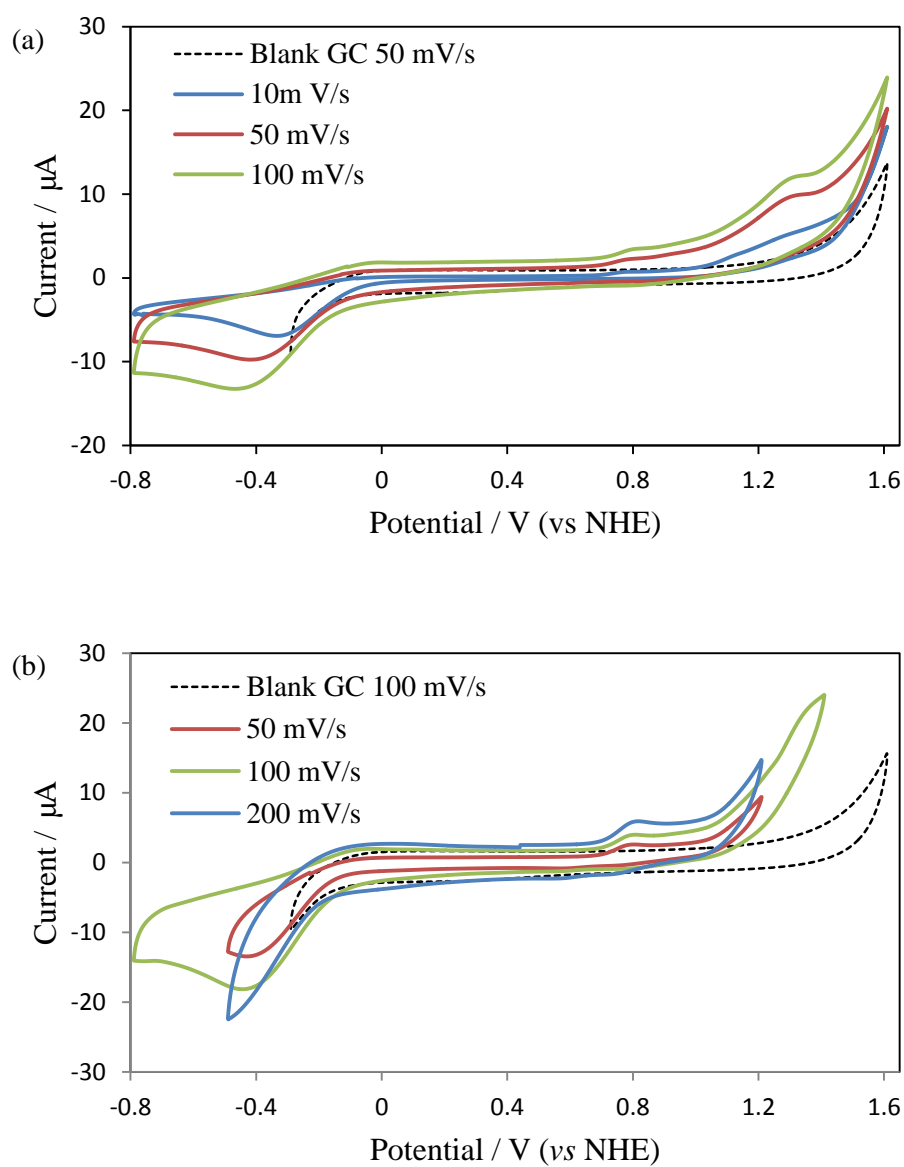 (a)
30
20
10
0
-10
-20
Current / µA
Blank GC 50 mV/s
10m V/s
50 mV/s
100 mV/s
-0.8 -0.4 0 0.4 0.8 1.2 1.6
Potential / V (vs NHE)
(b)
30
20
10
0
-10
-20
-30
Current / µA
Blank GC 100 mV/s
50 mV/s
100 mV/s
200 mV/s
-0.8 -0.4 0 0.4 0.8 1.2 1.6
Potential / V (vs NHE)